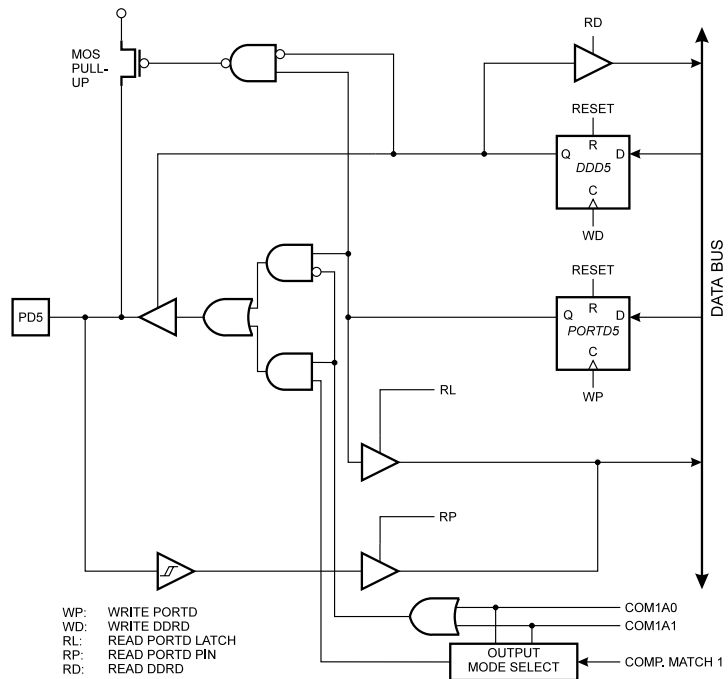 RD
MOS
PULL-
UP
RESET
R
Q
D
DDD5
C
WD
RESET
R
Q
D
PORTD5
C
WP
PD5
DATA BUS
RL
RP
WP: WRITE PORTD
WD: WRITE DDRD
RL: READ PORTD LATCH
RP: READ PORTD PIN
RD: READ DDRD
COM1A0
COM1A1
OUTPUT
MODE SELECT
COMP. MATCH 1